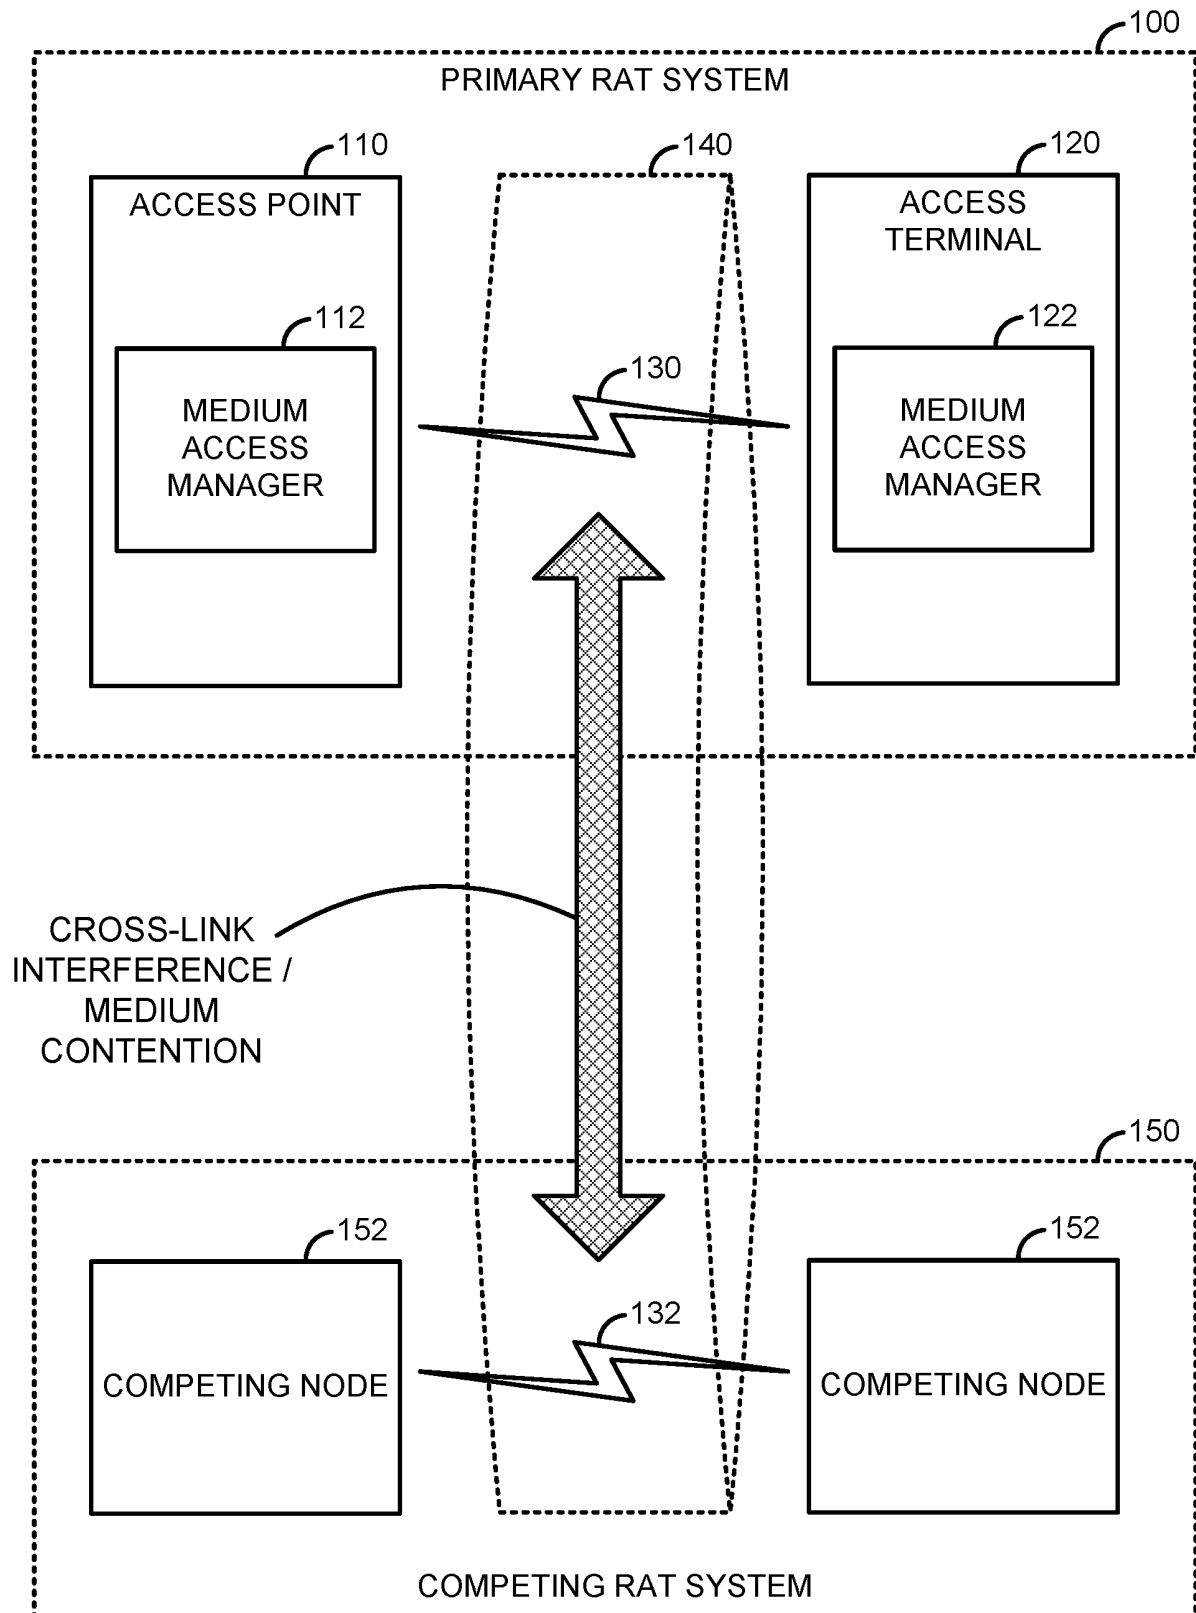 100
PRIMARY RAT SYSTEM
110
140
120
ACCESS POINT
ACCESS
TERMINAL
112
122
130
MEDIUM
ACCESS
MANAGER
MEDIUM
ACCESS
MANAGER
CROSS-LINK
INTERFERENCE /
MEDIUM
CONTENTION
150
152
152
132
COMPETING NODE
COMPETING NODE
COMPETING RAT SYSTEM